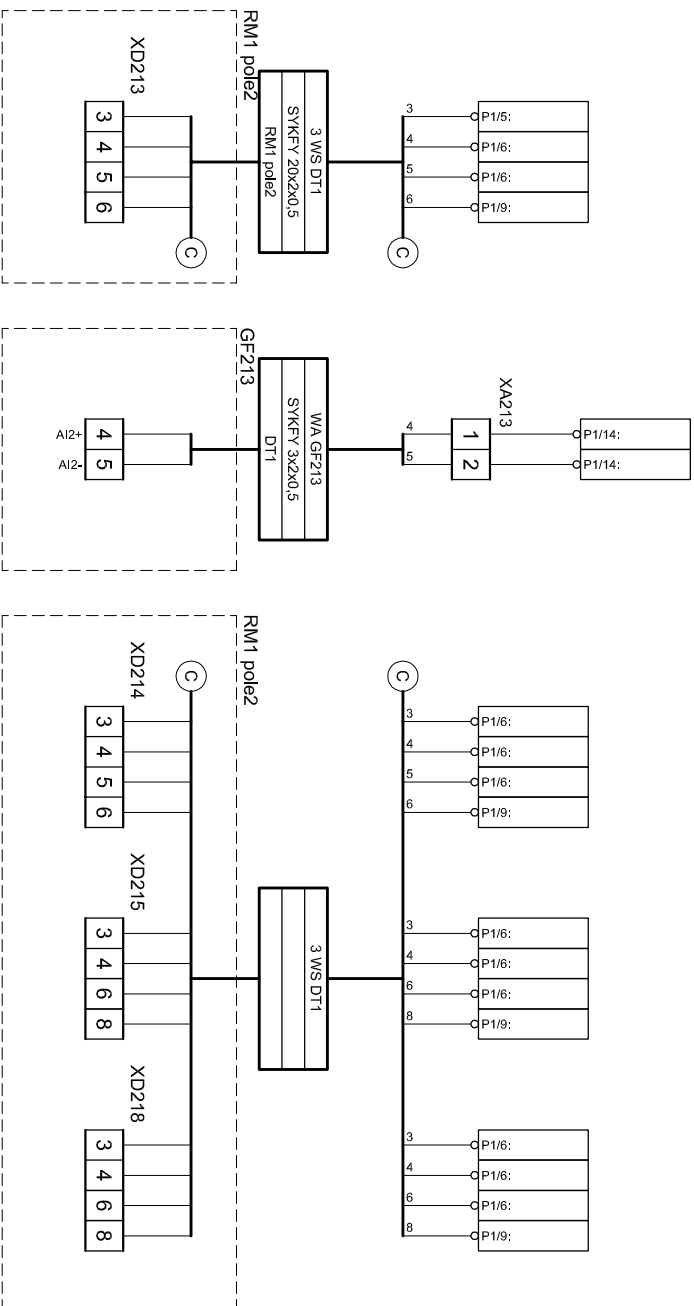 RM1 pole2
XD213
3
4
5
6
C
3 WS DT1
SYKFY 20x2x0,5
RM1 pole2
3
4
5
6
C
P1/5:
P1/6:
P1/6:
P1/9:
GF213
AI2+
AI2-
4
5
WA GF213
SYKFY 3x2x0,5
DT1
4
5
XA213
1
2
P1/14:
P1/14:
RM1 pole2
C
XD214
3
4
5
6
XD215
3
4
6
8
XD218
3
4
6
8
3 WS DT1
C
3
4
5
6
P1/6:
P1/6:
P1/6:
P1/9:
3
4
6
8
P1/6:
P1/6:
P1/6:
P1/9:
3
4
6
8
P1/6:
P1/6:
P1/6:
P1/9: